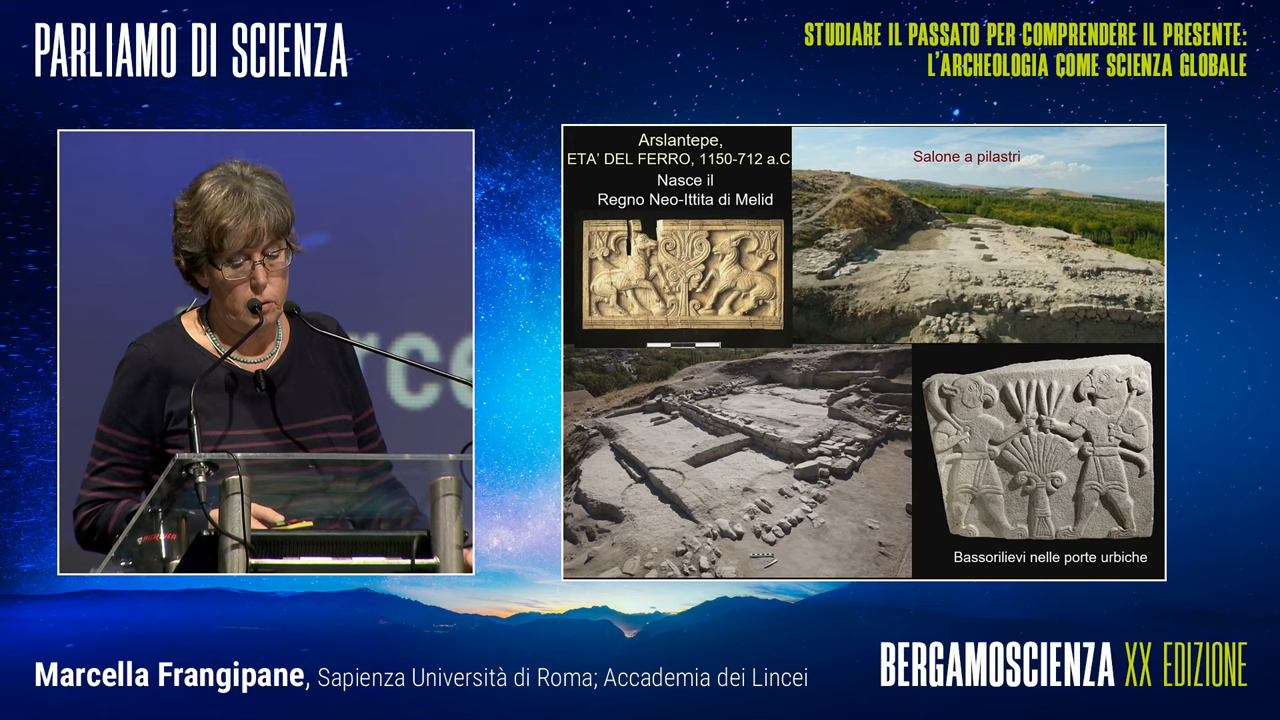 PARLIAMO DI SCIENZA
STUDIARE IL PASSATO PER COMPRENDERE IL PRESENTE:
L'ARCHEOLOGIA COME SCIENZA GLOBALE
Arslantepe,
ETA' DEL FERRO, 1150-712 a.C
Nasce il
Regno Neo-Ittita di Melid
Salone a pilastri
Bassorilievi nelle porte urbiche
Marcella Frangipane, Sapienza Università di Roma; Accademia dei Lincei
BERGAMOSCIENZA XX EDIZIONE